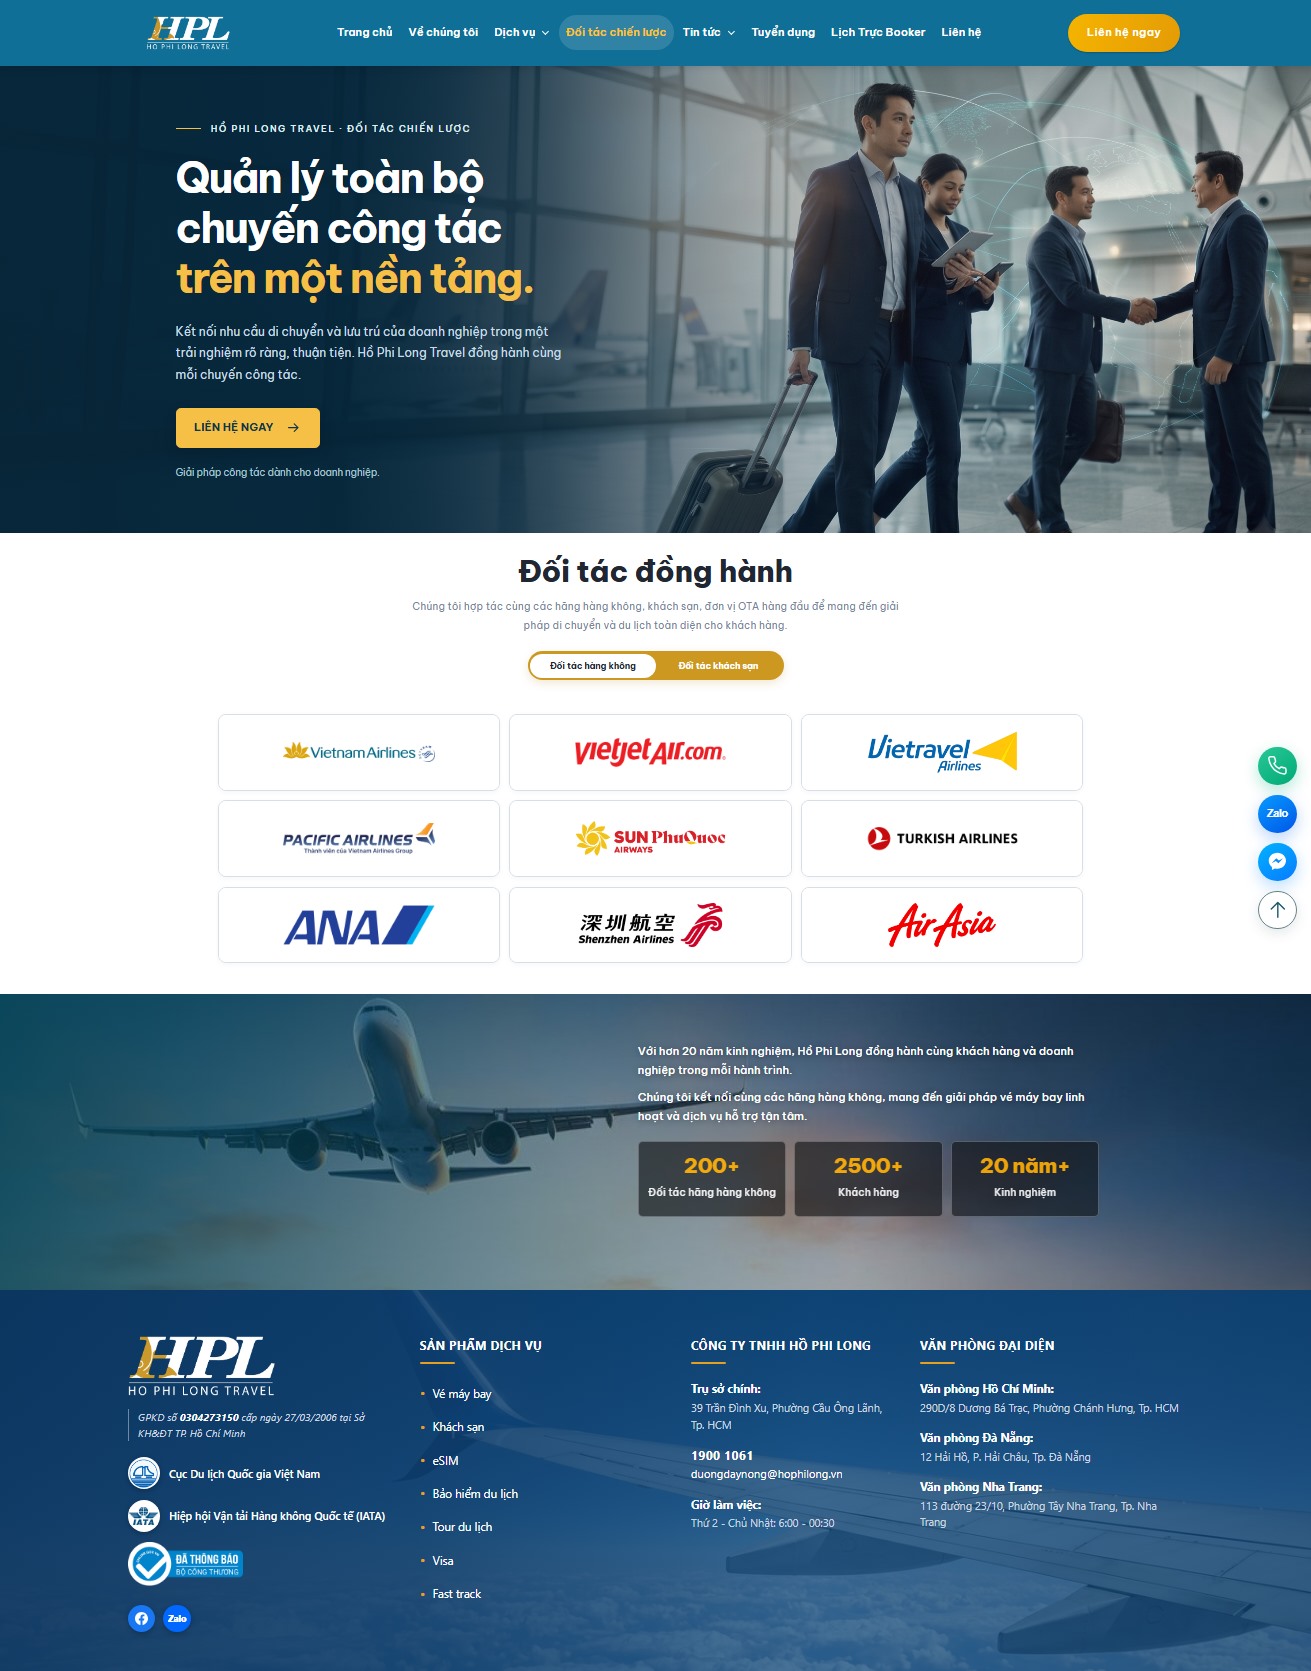 HPL
HO PHI LONG TRAVEL
Trang chủ
Về chúng tôi
Dịch vụ
Đối tác chiến lược
Tin tức
Tuyển dụng
Lịch Trực Booker
Liên hệ
Liên hệ ngay
HỒ PHI LONG TRAVEL · ĐỐI TÁC CHIẾN LƯỢC
Quản lý toàn bộ
chuyến công tác
trên một nền tảng.
Kết nối nhu cầu di chuyển và lưu trú của doanh nghiệp trong một
trải nghiệm rõ ràng, thuận tiện. Hồ Phi Long Travel đồng hành cùng
mỗi chuyến công tác.
LIÊN HỆ NGAY →
Giải pháp công tác dành cho doanh nghiệp.
Đối tác đồng hành
Chúng tôi hợp tác cùng các hãng hàng không, khách sạn, đơn vị OTA hàng đầu để mang đến giải
pháp di chuyển và du lịch toàn diện cho khách hàng.
Đối tác hàng không
Đối tác khách sạn
Vietnam Airlines
vietjetAir.com
Vietravel
Airlines
PACIFIC AIRLINES
Thành viên của Vietnam Airlines Group
SUN PhuQuoc
AIRWAYS
TURKISH AIRLINES
ANA
深圳航空
Shenzhen Airlines
AirAsia
Zalo
Với hơn 20 năm kinh nghiệm, Hồ Phi Long đồng hành cùng khách hàng và doanh
nghiệp trong mỗi hành trình.
Chúng tôi kết nối cùng các hãng hàng không, mang đến giải pháp vé máy bay linh
hoạt và dịch vụ hỗ trợ tận tâm.
200+
Đối tác hãng hàng không
2500+
Khách hàng
20 năm+
Kinh nghiệm
HPL
HO PHI LONG TRAVEL
GPKD số 0304273150 cấp ngày 27/03/2006 tại Sở
KH&ĐT TP. Hồ Chí Minh
Cục Du lịch Quốc gia Việt Nam
IATA
Hiệp hội Vận tải Hàng không Quốc tế (IATA)
ĐÃ THÔNG BÁO
BỘ CÔNG THƯƠNG
Zalo
SẢN PHẨM DỊCH VỤ
Vé máy bay
Khách sạn
eSIM
Bảo hiểm du lịch
Tour du lịch
Visa
Fast track
CÔNG TY TNHH HỒ PHI LONG
Trụ sở chính:
39 Trần Đình Xu, Phường Cầu Ông Lãnh,
Tp. HCM
1900 1061
duongdaynong@hophilong.vn
Giờ làm việc:
Thứ 2 - Chủ Nhật: 6:00 - 00:30
VĂN PHÒNG ĐẠI DIỆN
Văn phòng Hồ Chí Minh:
290D/8 Dương Bá Trạc, Phường Chánh Hưng, Tp. HCM
Văn phòng Đà Nẵng:
12 Hải Hồ, P. Hải Châu, Tp. Đà Nẵng
Văn phòng Nha Trang:
113 đường 23/10, Phường Tây Nha Trang, Tp. Nha
Trang